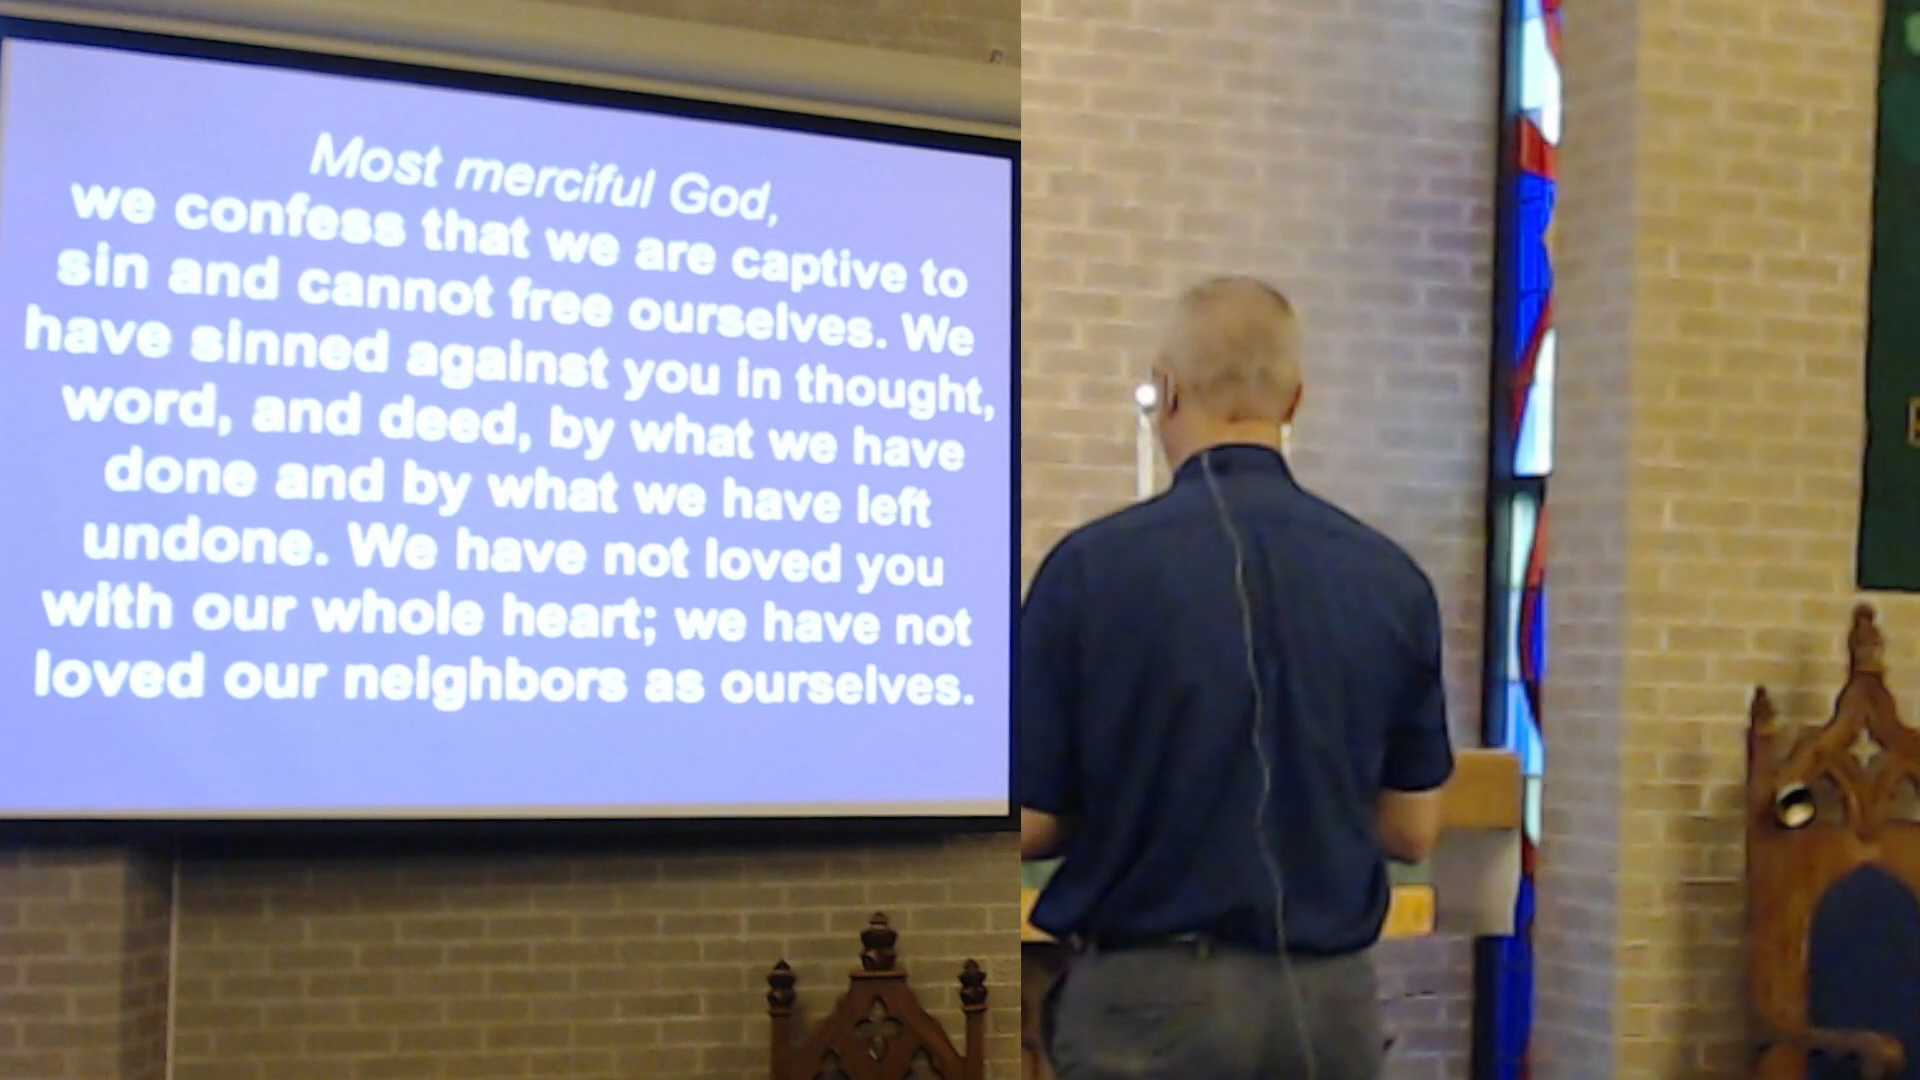 Most merciful God,
we confess that we are captive to
sin and cannot free ourselves. We
have sinned against you in thought,
word, and deed, by what we have
done and by what we have left
undone. We have not loved you
with our whole heart; we have not
loved our neighbors as ourselves.